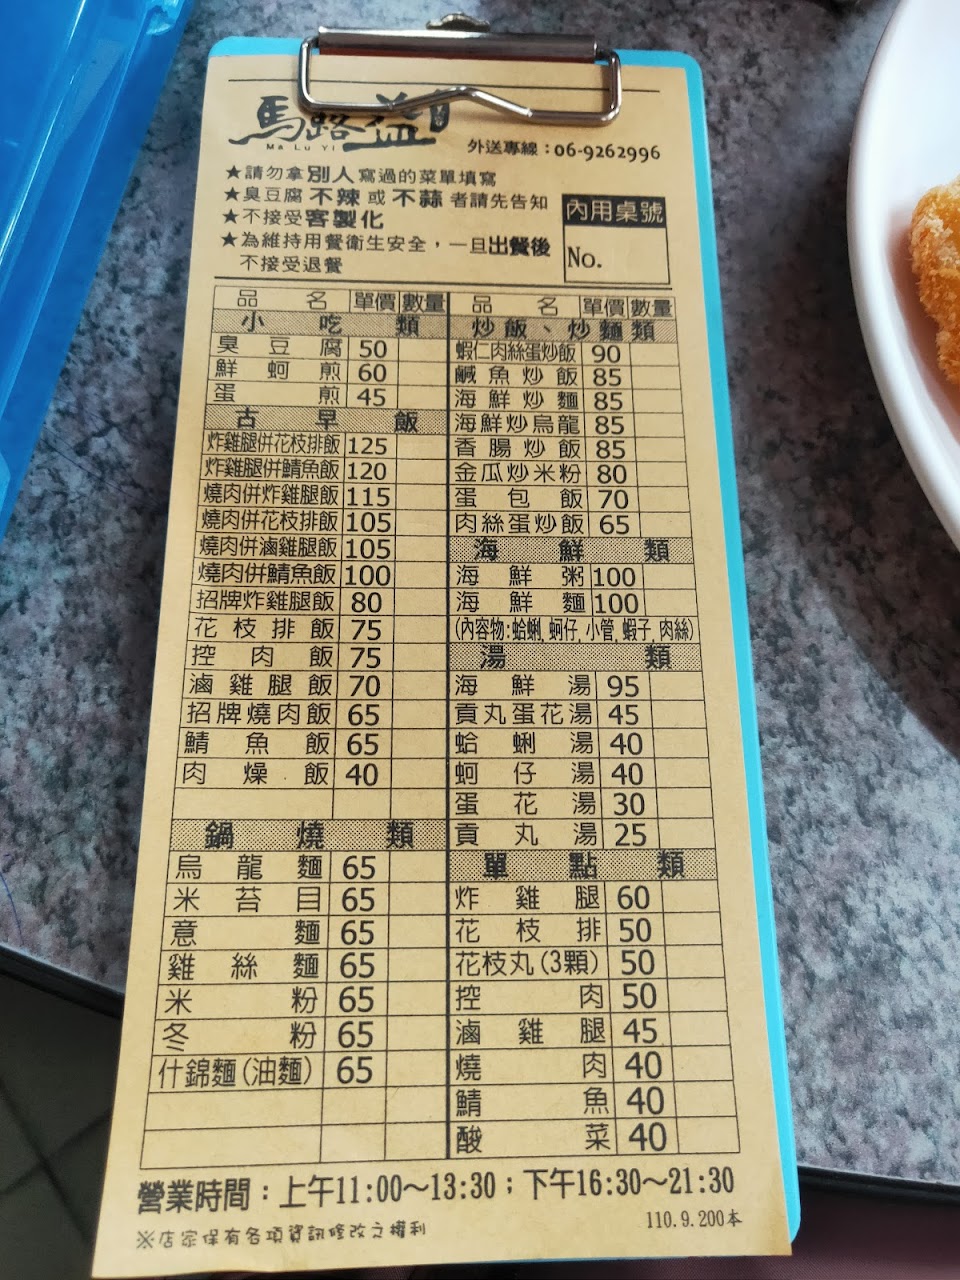 馬路益
Ma Lu Yi
外送專線：06-9262996
★請勿拿別人寫過的菜單填寫
★臭豆腐 不辣 或 不蒜 者請先告知
★不接受客製化
★為維持用餐衛生安全，一旦出餐後
不接受退餐
內用桌號
No.
品名 單價 數量
小吃類
臭豆腐 50
鮮蚵煎 60
蛋煎 45
古早飯
炸雞腿併花枝排飯 125
炸雞腿併鯖魚飯 120
燒肉併炸雞腿飯 115
燒肉併花枝排飯 105
燒肉併滷雞腿飯 105
燒肉併鯖魚飯 100
招牌炸雞腿飯 80
花枝排飯 75
控肉飯 75
滷雞腿飯 70
招牌燒肉飯 65
鯖魚飯 65
肉燥飯 40
鍋燒類
烏龍麵 65
米苔目 65
意麵 65
雞絲麵 65
米粉 65
冬粉 65
什錦麵(油麵) 65
品名 單價 數量
炒飯、炒麵類
蝦仁肉絲蛋炒飯 90
鹹魚炒飯 85
海鮮炒麵 85
海鮮炒烏龍 85
香腸炒飯 85
金瓜炒米粉 80
蛋包飯 70
肉絲蛋炒飯 65
海鮮類
海鮮粥 100
海鮮麵 100
(內容物:蛤蜊,蚵仔,小管,蝦子,肉絲)
湯類
海鮮湯 95
貢丸蛋花湯 45
蛤蜊湯 40
蚵仔湯 40
蛋花湯 30
貢丸湯 25
單點類
炸雞腿 60
花枝排 50
花枝丸(3顆) 50
控肉 50
滷雞腿 45
燒肉 40
鯖魚 40
酸菜 40
營業時間：上午11:00～13:30；下午16:30～21:30
※店家保有各項資訊修改之權利
110.9.200本